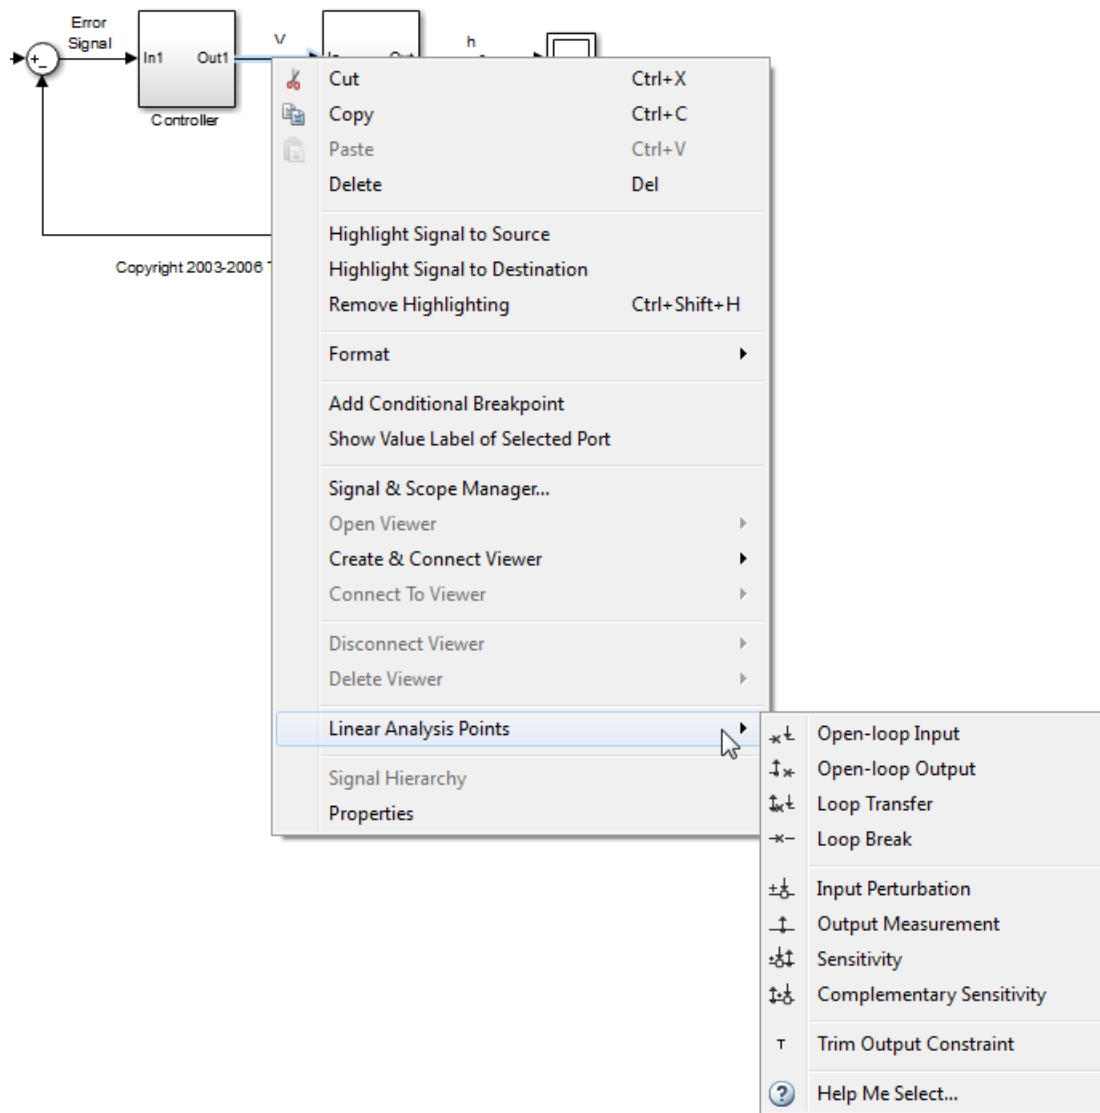 Error
Signal
V
h
+
-
In1 Out1
Controller
Copyright 2003-2006
Cut Ctrl+X
Copy Ctrl+C
Paste Ctrl+V
Delete Del
Highlight Signal to Source
Highlight Signal to Destination
Remove Highlighting Ctrl+Shift+H
Format
Add Conditional Breakpoint
Show Value Label of Selected Port
Signal & Scope Manager...
Open Viewer
Create & Connect Viewer
Connect To Viewer
Disconnect Viewer
Delete Viewer
Linear Analysis Points
Signal Hierarchy
Properties
Open-loop Input
Open-loop Output
Loop Transfer
Loop Break
Input Perturbation
Output Measurement
Sensitivity
Complementary Sensitivity
T Trim Output Constraint
? Help Me Select...